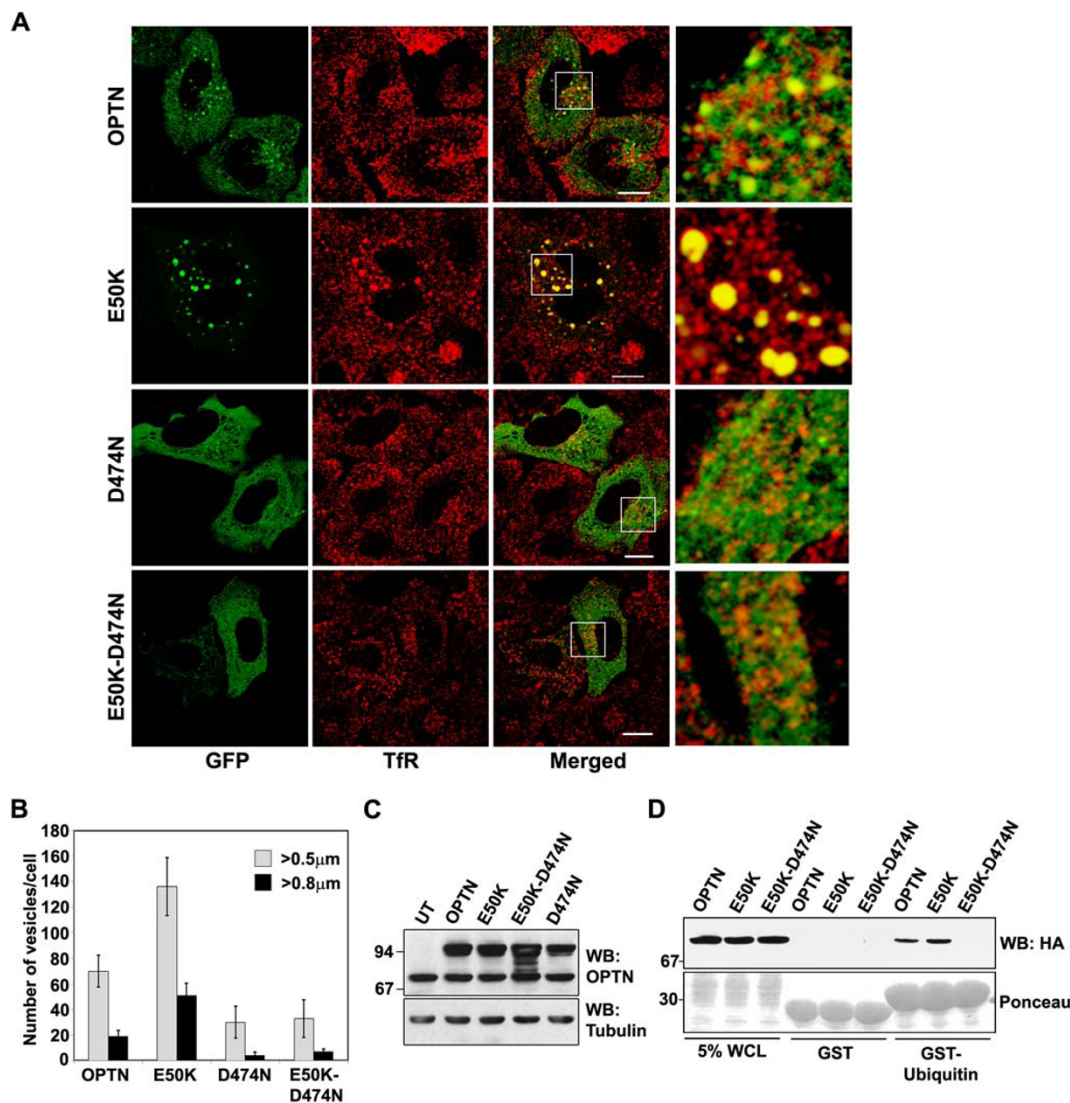 A
OPTN
E50K
D474N
E50K-D474N
GFP TfR Merged
B
Number of vesicles/cell
180
160
140
120
100
80
60
40
20
0
>0.5μm
>0.8μm
OPTN E50K D474N E50K-
D474N
C
UT OPTN E50K E50K-D474N D474N
94
67
WB:
OPTN
WB:
Tubulin
D
OPTN E50K E50K-D474N OPTN E50K E50K-D474N OPTN E50K E50K-D474N
67
WB: HA
30
Ponceau
5% WCL GST GST-
Ubiquitin